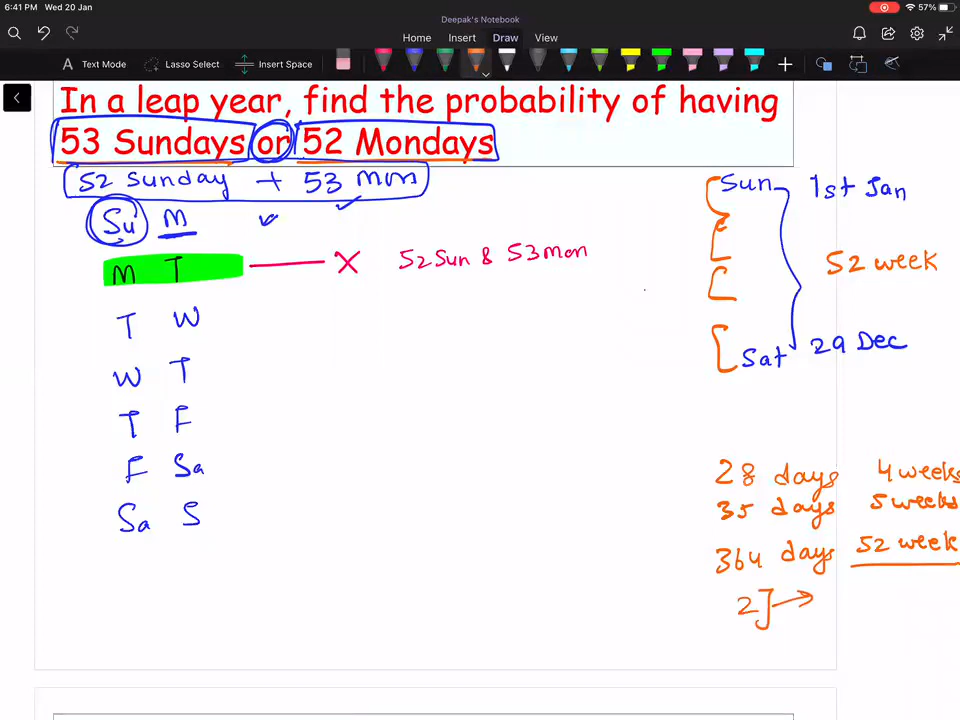 6:41 PM Wed 20 Jan
57%
Deepak's Notebook
Home Insert Draw View
A Text Mode Lasso Select Insert Space
In a leap year, find the probability of having
53 Sundays or 52 Mondays
52 Sunday + 53 mon
Su M
M T X 52 Sun & 53 mon
T W
W T
T F
F Sa
Sa S
Sun 1st Jan
52 week
Sat 29 Dec
28 days 4 weeks
35 days 5 weeks
364 days 52 week
2